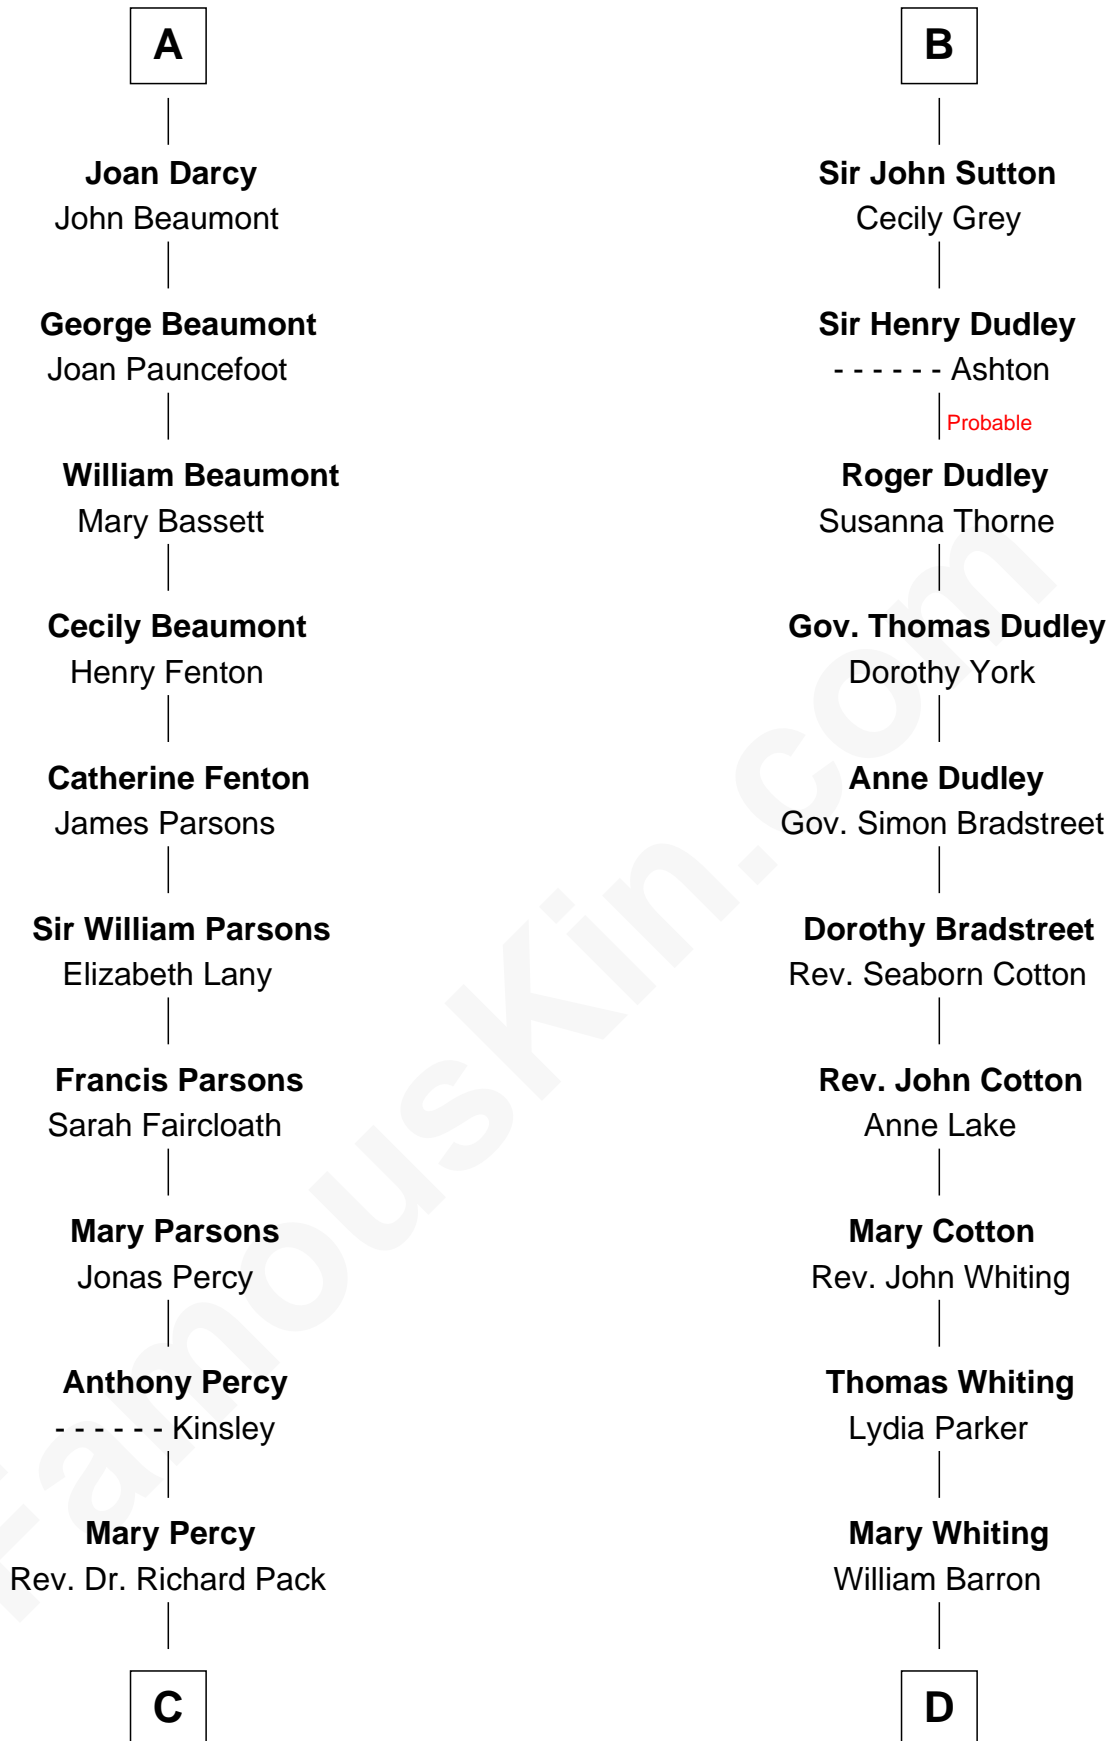 A
Joan Darcy
John Beaumont
George Beaumont
Joan Pauncefoot
William Beaumont
Mary Bassett
Cecily Beaumont
Henry Fenton
Catherine Fenton
James Parsons
Sir William Parsons
Elizabeth Lany
Francis Parsons
Sarah Faircloath
Mary Parsons
Jonas Percy
Anthony Percy
- - - - - - Kinsley
Mary Percy
Rev. Dr. Richard Pack
C
B
Sir John Sutton
Cecily Grey
Sir Henry Dudley
- - - - - - Ashton
Probable
Roger Dudley
Susanna Thorne
Gov. Thomas Dudley
Dorothy York
Anne Dudley
Gov. Simon Bradstreet
Dorothy Bradstreet
Rev. Seaborn Cotton
Rev. John Cotton
Anne Lake
Mary Cotton
Rev. John Whiting
Thomas Whiting
Lydia Parker
Mary Whiting
William Barron
D
FamousKin.com